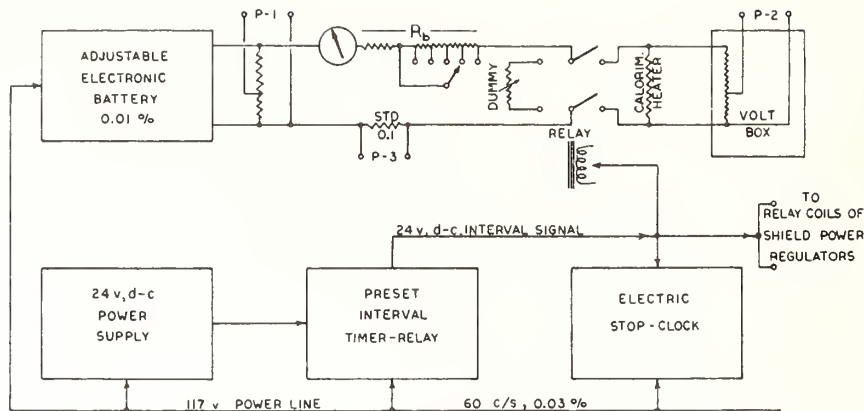 P-1
R_b
P-2
ADJUSTABLE
ELECTRONIC
BATTERY
0.01 %
DUMMY
CALORIM.
HEATER
VOLT
BOX
STD
0.1
P-3
RELAY
TO
RELAY COILS OF
SHIELD POWER
REGULATORS
24 v, d-c, INTERVAL SIGNAL
24 v, d-c
POWER
SUPPLY
PRESET
INTERVAL
TIMER-RELAY
ELECTRIC
STOP-CLOCK
117 v POWER LINE 60 C/S, 0.03 %